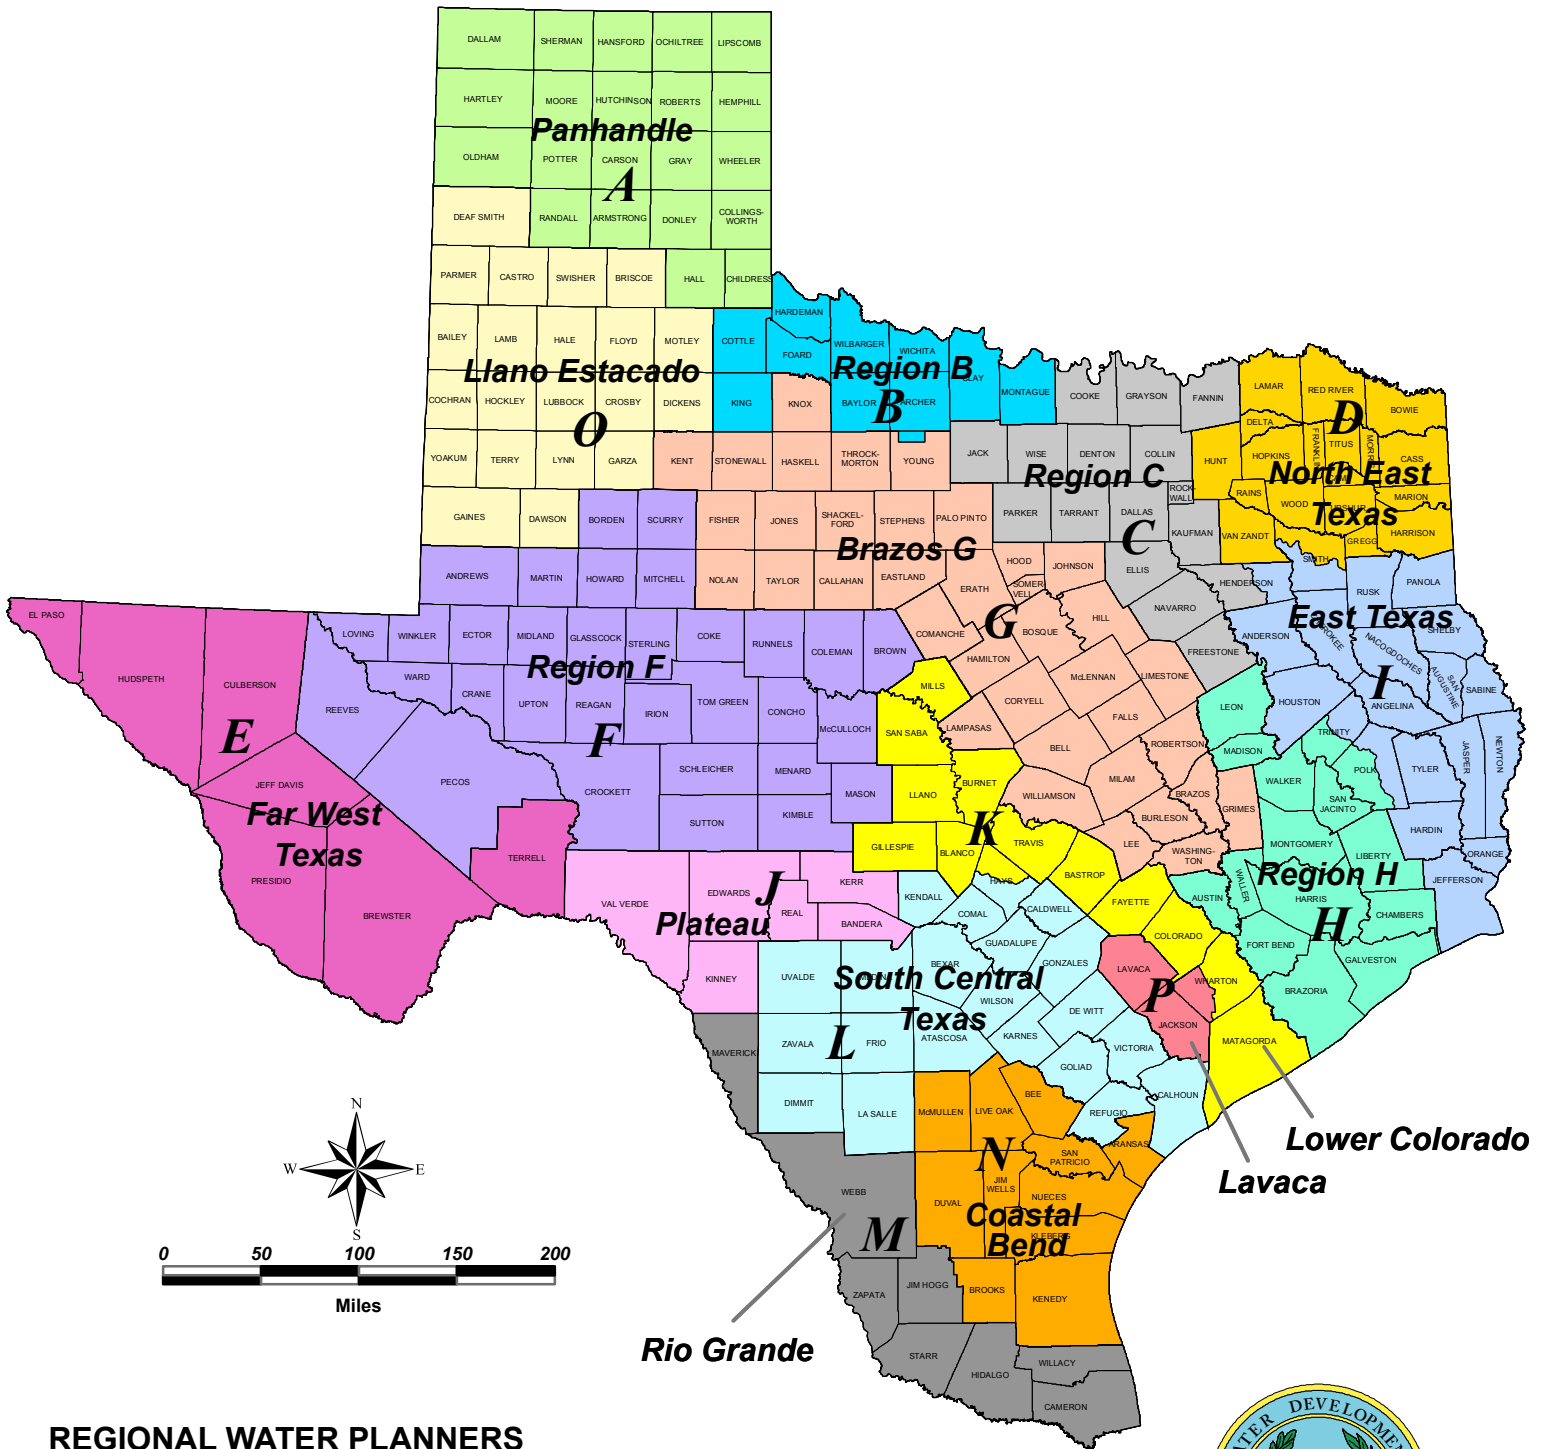 DALLAM
SHERMAN
HANSFORD
OCHILTREE
LIPSCOMB
HARTLEY
MOORE
HUTCHINSON
ROBERTS
HEMPHILL
Panhandle
OLDHAM
POTTER
CARSON
GRAY
WHEELER
A
DEAF SMITH
RANDALL
ARMSTRONG
DONLEY
COLLINGS-
WORTH
PARMER
CASTRO
SWISHER
BRISCOE
HALL
CHILDRESS
BAILEY
LAMB
HALE
FLOYD
MOTLEY
COTTLE
HARDEMAN
FOARD
WILBARGER
WICHITA
CLAY
MONTAGUE
COOKE
GRAYSON
FANNIN
LAMAR
RED RIVER
BOWIE
Llano Estacado
Region B
B
COCHRAN
HOCKLEY
LUBBOCK
CROSBY
DICKENS
KING
KNOX
BAYLOR
ARCHER
O
D
DELTA
FRANKLIN
TITUS
HOPKINS
CASS
HUNT
YOAKUM
TERRY
LYNN
GARZA
KENT
STONEWALL
HASKELL
THROCK-
MORTON
YOUNG
JACK
WISE
DENTON
COLLIN
Region C
North East
Texas
ROCK-
WALL
RAINS
WOOD
MARION
GAINES
DAWSON
BORDEN
SCURRY
FISHER
JONES
SHACKEL-
FORD
STEPHENS
PALO PINTO
PARKER
TARRANT
DALLAS
KAUFMAN
VAN ZANDT
GREGG
HARRISON
Brazos G
C
ANDREWS
MARTIN
HOWARD
MITCHELL
NOLAN
TAYLOR
CALLAHAN
EASTLAND
ERATH
HOOD
SOMER-
VELL
JOHNSON
ELLIS
HENDERSON
SMITH
RUSK
PANOLA
EL PASO
HUDSPETH
CULBERSON
E
LOVING
WINKLER
ECTOR
MIDLAND
GLASSCOCK
STERLING
COKE
RUNNELS
COLEMAN
BROWN
COMANCHE
G
BOSQUE
HILL
NAVARRO
FREESTONE
ANDERSON
East Texas
NACOGDOCHES
SHELBY
SAN
AUGUSTINE
SABINE
Region F
WARD
CRANE
UPTON
REAGAN
IRION
TOM GREEN
CONCHO
McCULLOCH
MILLS
SAN SABA
HAMILTON
CORYELL
LAMPASAS
McLENNAN
LIMESTONE
FALLS
BELL
ROBERTSON
LEON
MADISON
HOUSTON
I
ANGELINA
TRINITY
JASPER
NEWTON
REEVES
F
PECOS
CROCKETT
SCHLEICHER
MENARD
MASON
SUTTON
KIMBLE
LLANO
BURNET
WILLIAMSON
MILAM
BRAZOS
BURLESON
GRIMES
WALKER
SAN
JACINTO
POLK
TYLER
HARDIN
ORANGE
JEFFERSON
JEFF DAVIS
Far West
Texas
PRESIDIO
BREWSTER
TERRELL
GILLESPIE
BLANCO
K
TRAVIS
LEE
WASHING-
TON
BASTROP
HAYS
MONTGOMERY
LIBERTY
WALLER
Region H
HARRIS
H
CHAMBERS
AUSTIN
FORT BEND
GALVESTON
BRAZORIA
VAL VERDE
EDWARDS
KERR
REAL
BANDERA
J
Plateau
KINNEY
KENDALL
COMAL
CALDWELL
GUADALUPE
GONZALES
FAYETTE
COLORADO
WHARTON
LAVACA
P
JACKSON
MATAGORDA
UVALDE
BEXAR
South Central
Texas
WILSON
DE WITT
L
ZAVALA
FRIO
ATASCOSA
KARNES
VICTORIA
GOLIAD
CALHOUN
MAVERICK
DIMMIT
LA SALLE
McMULLEN
LIVE OAK
BEE
REFUGIO
ARANSAS
SAN
PATRICIO
N
JIM
WELLS
NUECES
DUVAL
Coastal
Bend
KLEBERG
WEBB
M
ZAPATA
JIM HOGG
BROOKS
KENEDY
STARR
HIDALGO
WILLACY
CAMERON
Lower Colorado
Lavaca
Rio Grande
N
W
E
S
0 50 100 150 200
Miles
REGIONAL WATER PLANNERS
WATER DEVELOPMEN